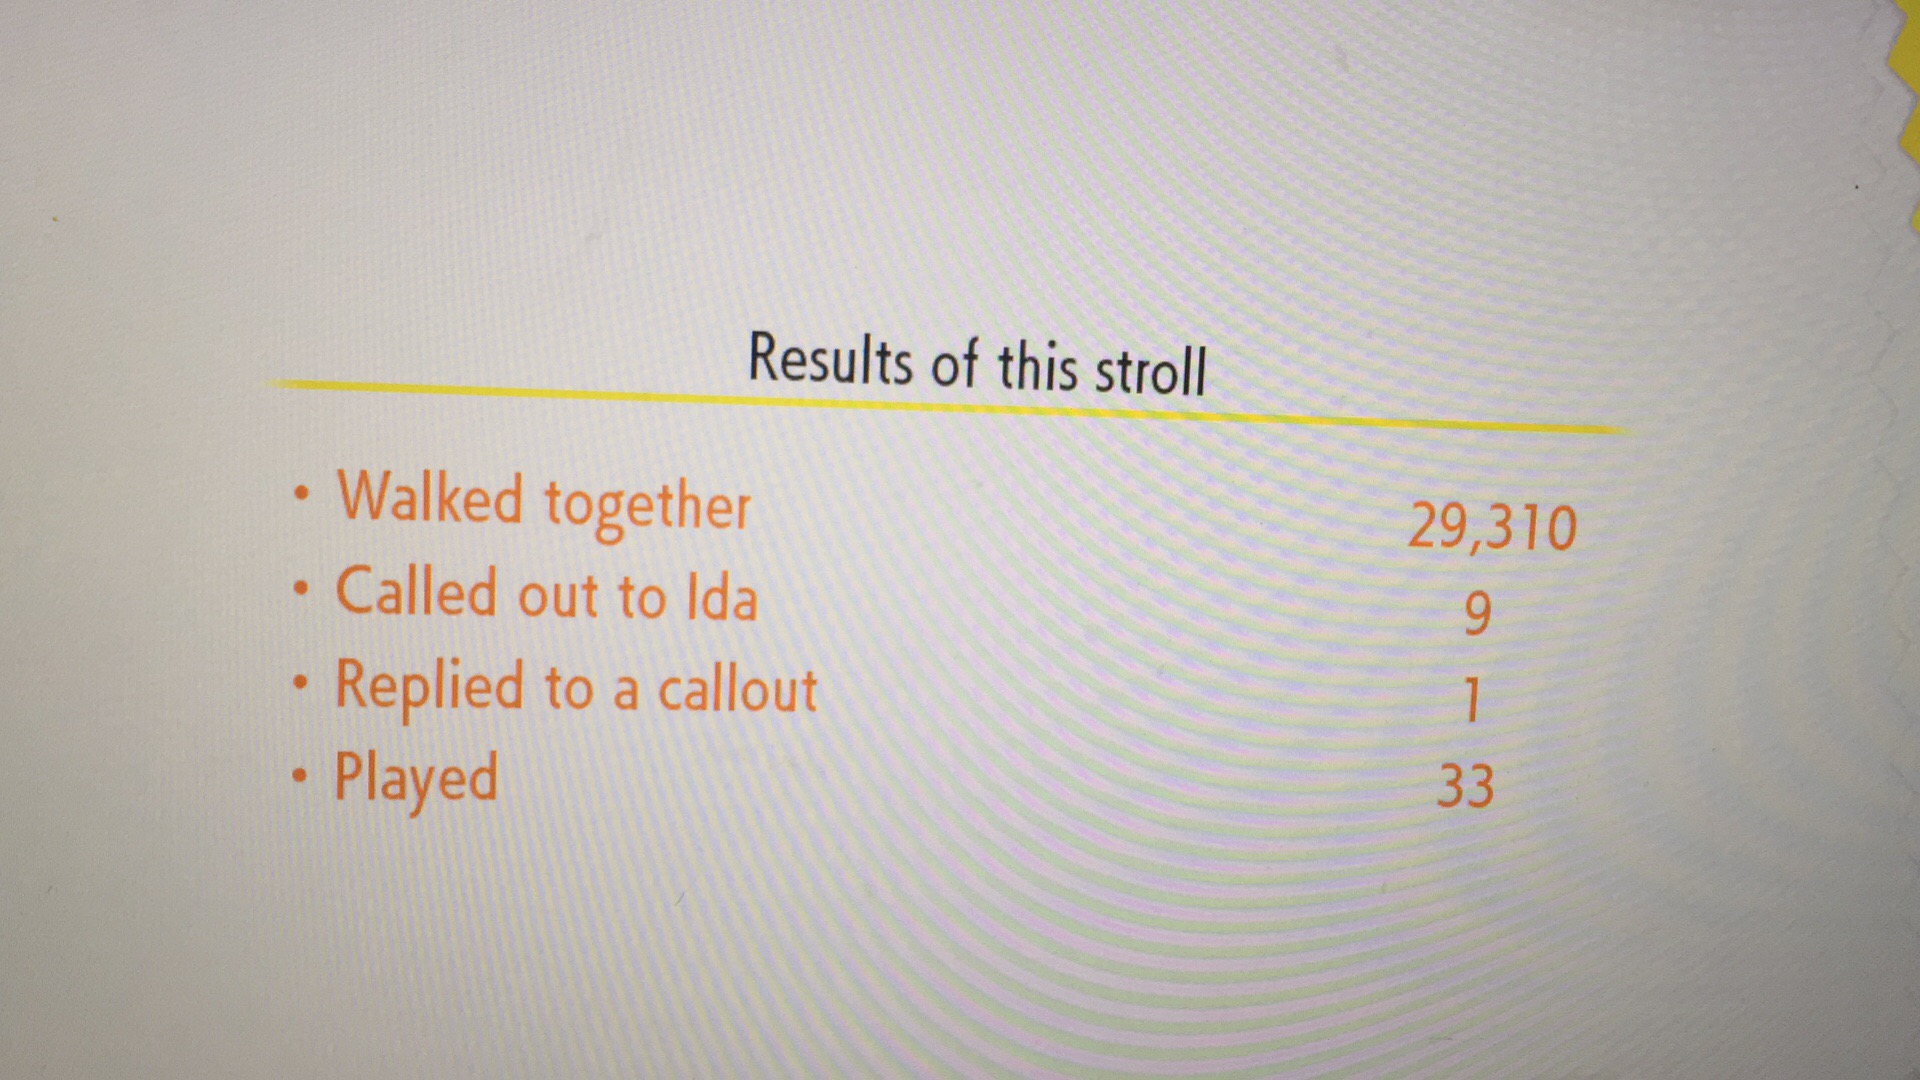 Results of this stroll
• Walked together 29,310
• Called out to Ida 9
• Replied to a callout 1
• Played 33